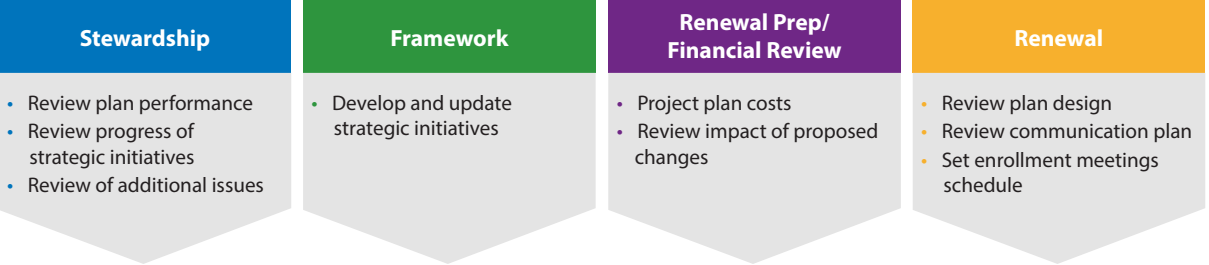 Stewardship
• Review plan performance
• Review progress of
strategic initiatives
• Review of additional issues
Framework
• Develop and update
strategic initiatives
Renewal Prep/
Financial Review
• Project plan costs
• Review impact of proposed
changes
Renewal
• Review plan design
• Review communication plan
• Set enrollment meetings
schedule